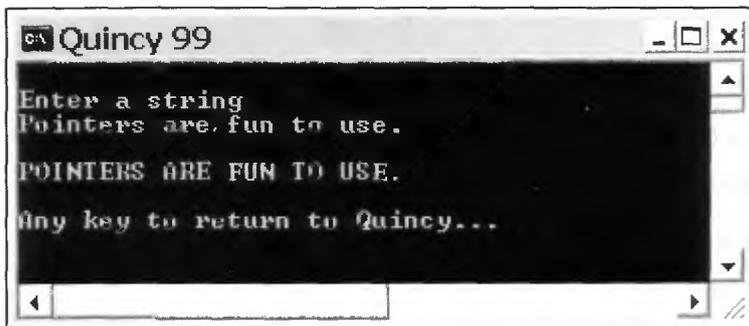 Quincy 99
Enter a string
Pointers are fun to use.
POINTERS ARE FUN TO USE.
Any key to return to Quincy...